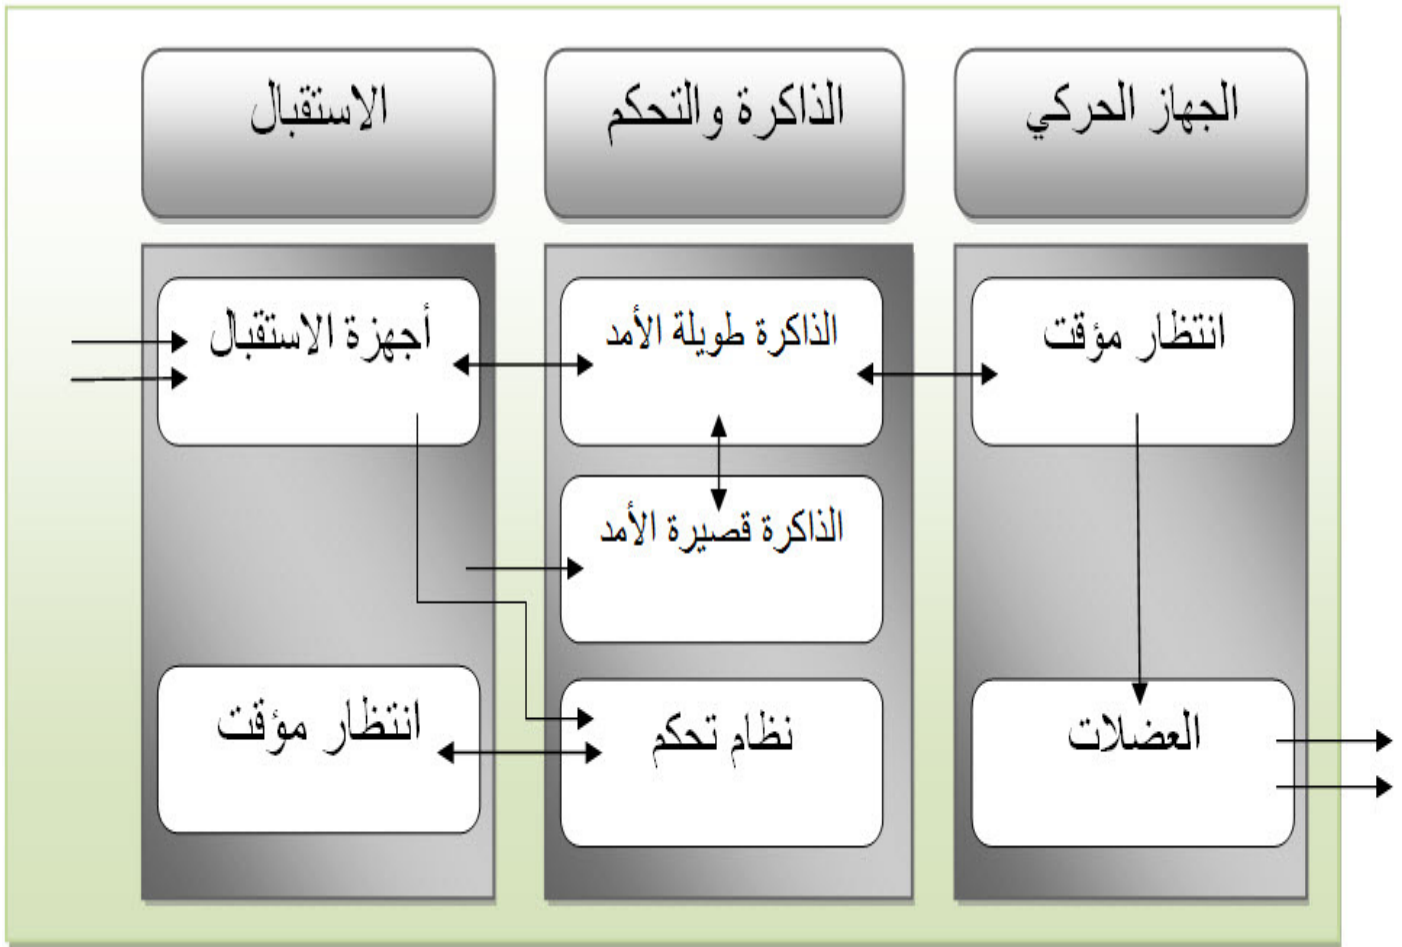 الجهاز الحركي
الذاكرة والتحكم
الاستقبال
انتظار مؤقت
الذاكرة طويلة الأمد
أجهزة الاستقبال
الذاكرة قصيرة الأمد
العضلات
نظام تحكم
انتظار مؤقت